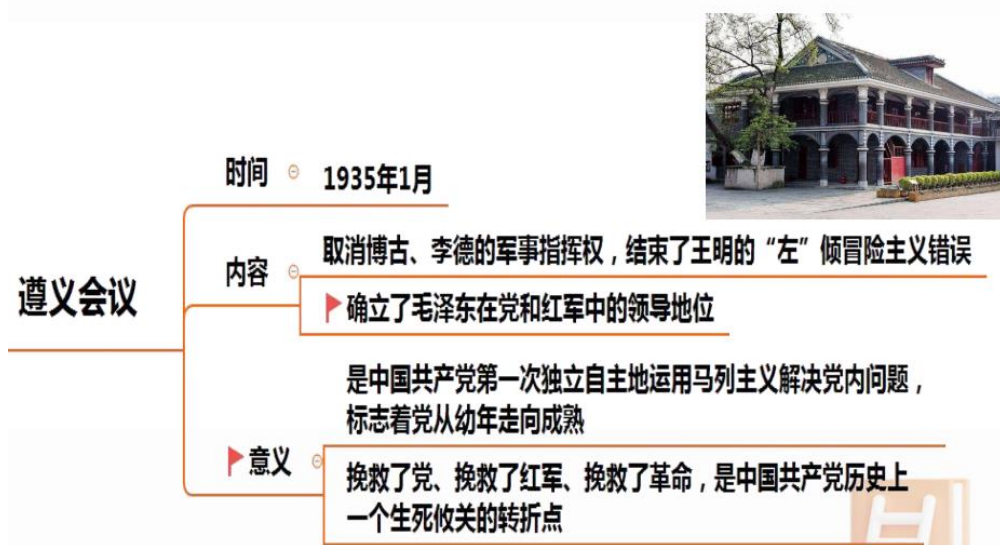 遵义会议
时间
1935年1月
内容
取消博古、李德的军事指挥权，结束了王明的“左”倾冒险主义错误
确立了毛泽东在党和红军中的领导地位
意义
是中国共产党第一次独立自主地运用马列主义解决党内问题，
标志着党从幼年走向成熟
挽救了党、挽救了红军、挽救了革命，是中国共产党历史上
一个生死攸关的转折点